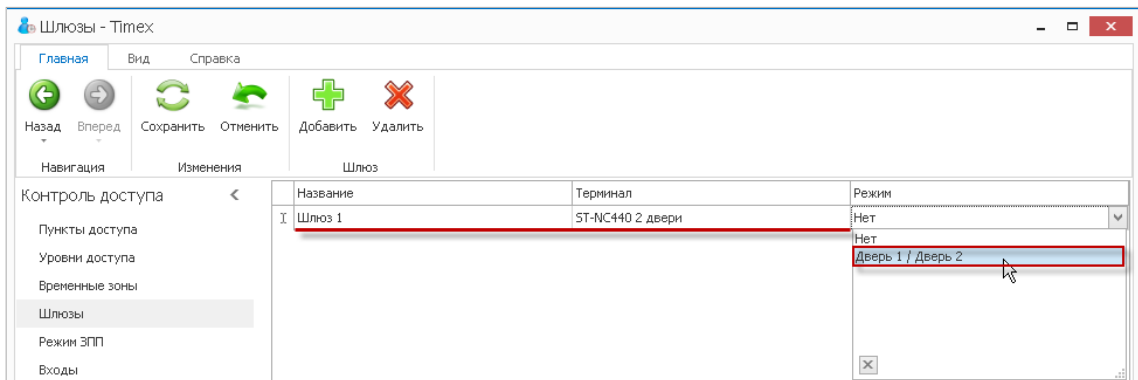 Шлюзы - Timex
Главная Вид Справка
Назад Вперед Сохранить Отменить Добавить Удалить
Навигация Изменения Шлюз
Контроль доступа
Название Терминал Режим
Шлюз 1 ST-NC440 2 двери Нет
Нет
Пункты доступа
Дверь 1 / Дверь 2
Уровни доступа
Временные зоны
Шлюзы
Режим ЗПП
Входы